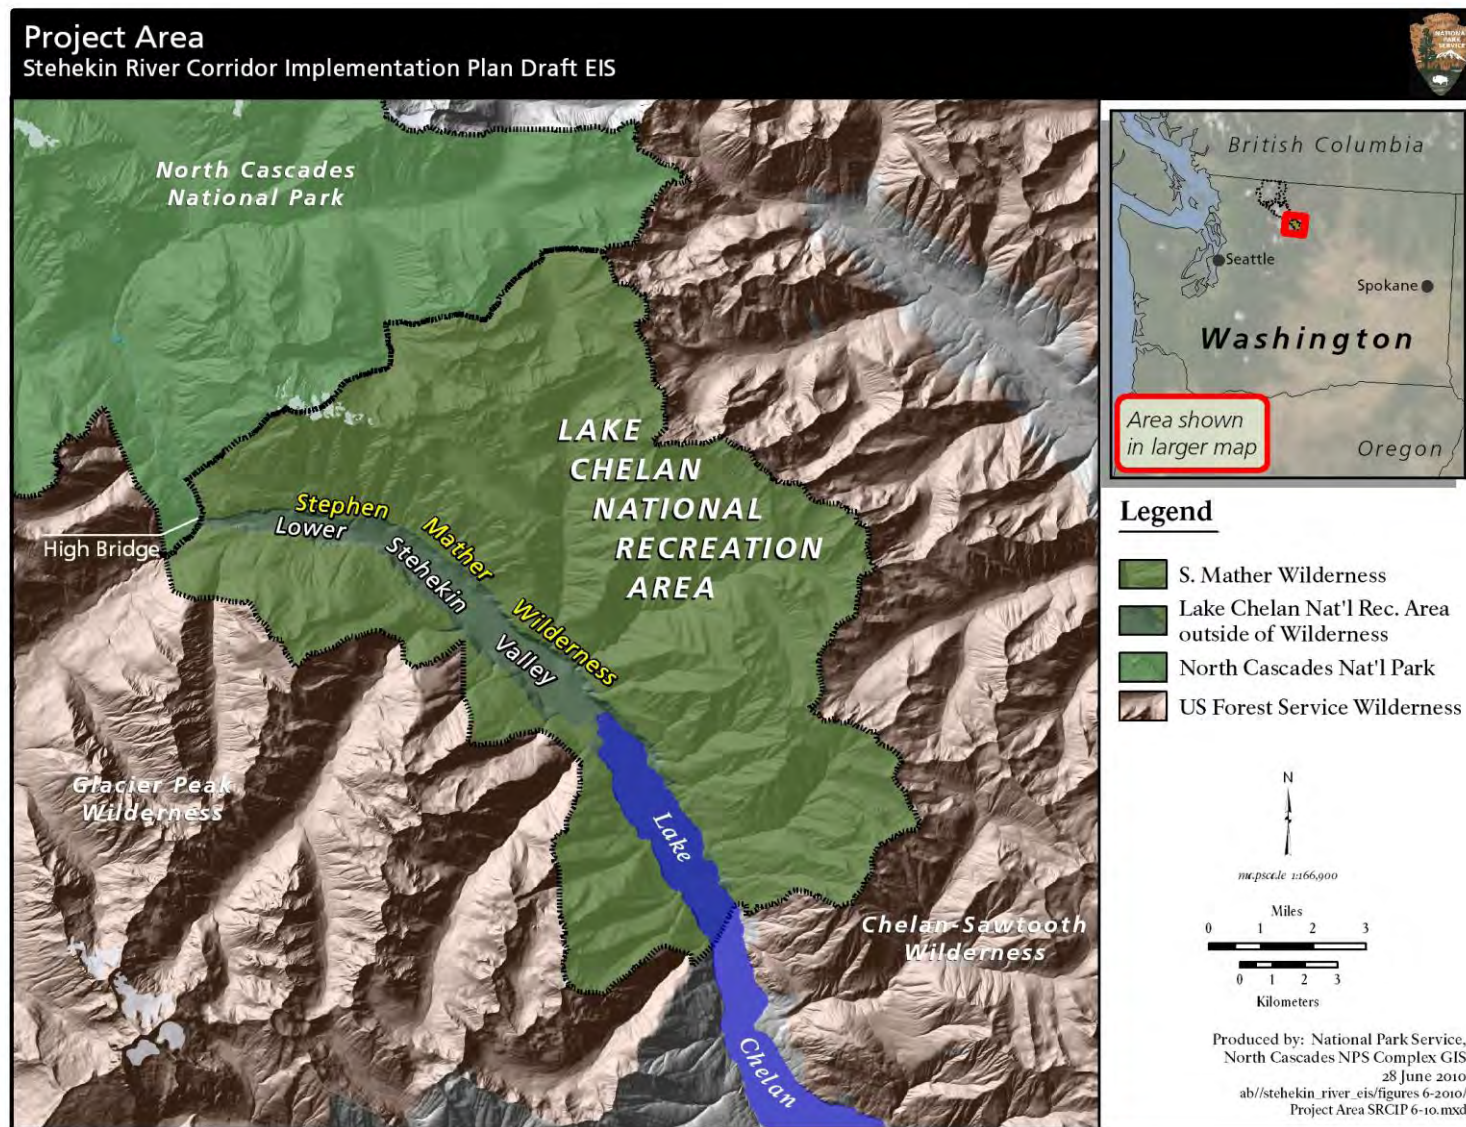 Project Area
Stehekin River Corridor Implementation Plan Draft EIS
NATIONAL
PARK
SERVICE
North Cascades
National Park
LAKE
CHELAN
NATIONAL
RECREATION
AREA
Stephen Mather Wilderness
Lower Stehekin Valley
High Bridge
Glacier Peak
Wilderness
Lake
Chelan
Chelan-Sawtooth
Wilderness
British Columbia
Seattle
Spokane
Washington
Oregon
Area shown
in larger map
Legend
S. Mather Wilderness
Lake Chelan Nat'l Rec. Area
outside of Wilderness
North Cascades Nat'l Park
US Forest Service Wilderness
N
1:166,900
Miles
0 1 2 3
0 1 2 3
Kilometers
Produced by: National Park Service,
North Cascades NPS Complex GIS
28 June 2010
ab//stehekin_river_eis/figures 6-2010/
Project Area SRCIP 6-10.mxd